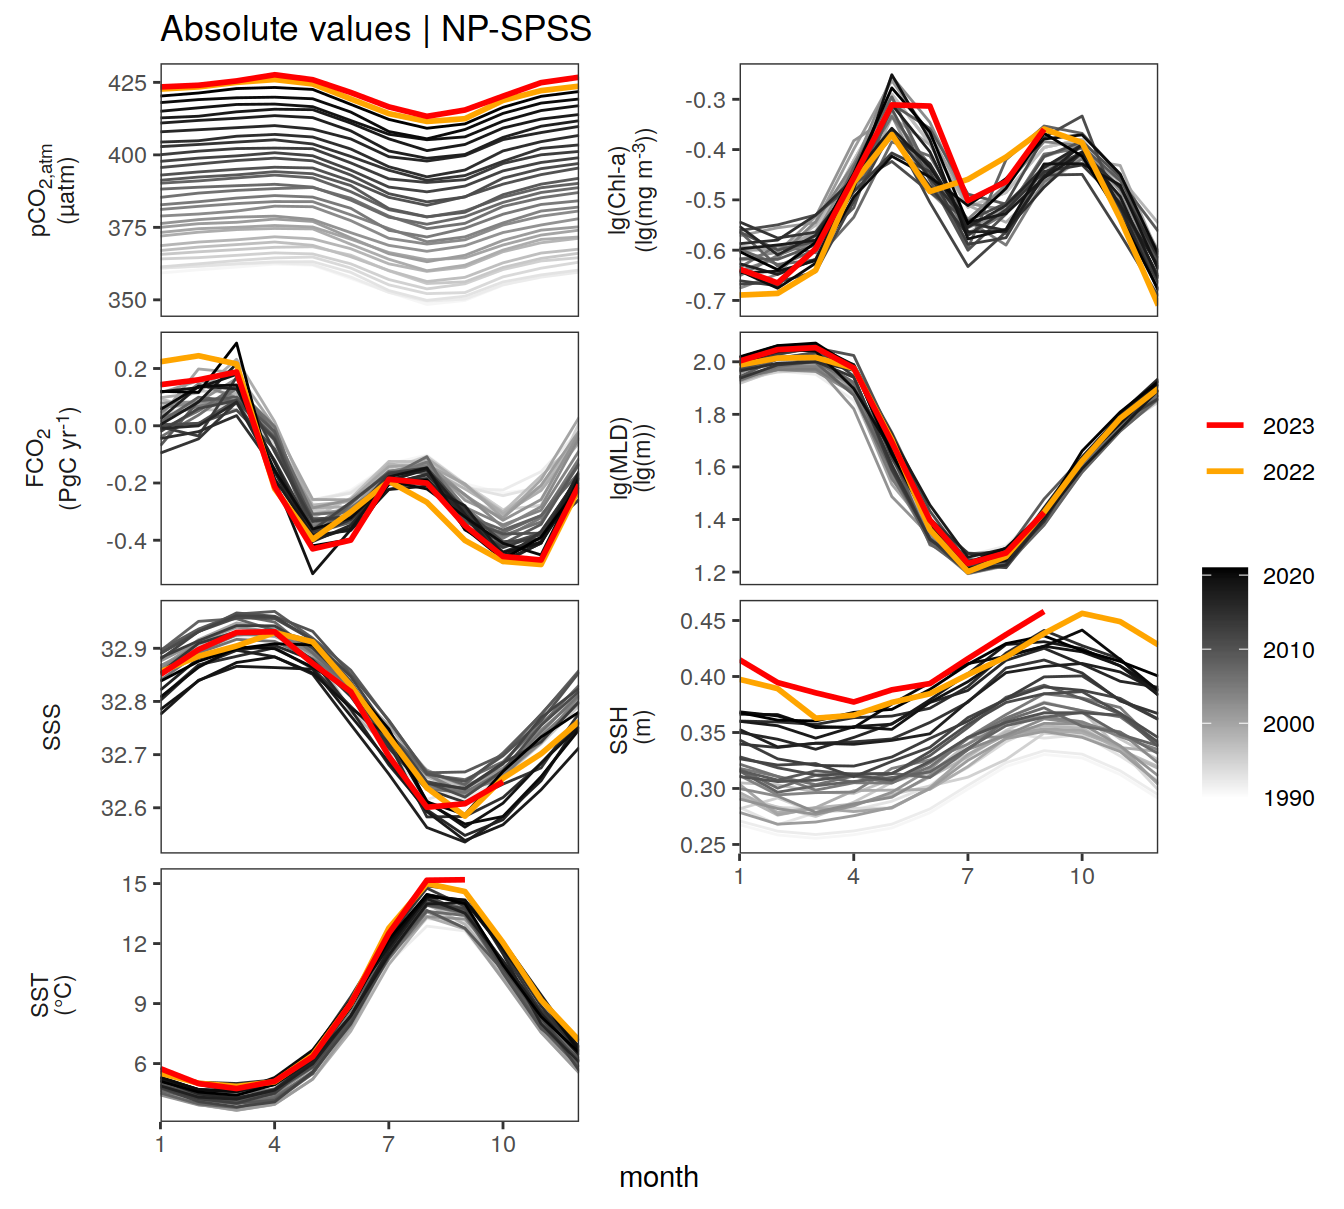 Absolute values | NP-SPSS
pCO2,atm
(µatm)
425
400
375
350
lg(Chl-a)
(lg(mg m-3))
-0.3
-0.4
-0.5
-0.6
-0.7
FCO2
(PgC yr-1)
0.2
0.0
-0.2
-0.4
lg(MLD)
(lg(m))
2.0
1.8
1.6
1.4
1.2
SSS
32.9
32.8
32.7
32.6
SSH
(m)
0.45
0.40
0.35
0.30
0.25
1 4 7 10
SST
(°C)
15
12
9
6
1 4 7 10
month
2023
2022
2020
2010
2000
1990